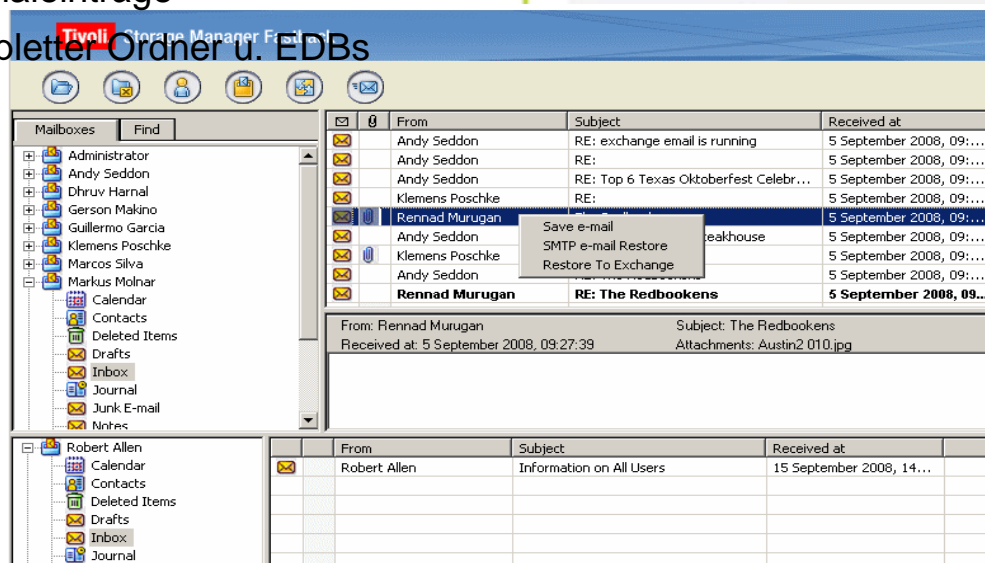 Tivoli Storage Manager
pletter Ordner u. EDBs
Mailboxes Find
Administrator
Andy Seddon
Dhruv Harnal
Gerson Makino
Guillermo Garcia
Klemens Poschke
Marcos Silva
Markus Molnar
Calendar
Contacts
Deleted Items
Drafts
Inbox
Journal
Junk E-mail
Notes
From Subject Received at
Andy Seddon RE: exchange email is running 5 September 2008, 09:...
Andy Seddon RE: 5 September 2008, 09:...
Andy Seddon RE: Top 6 Texas Oktoberfest Celebr... 5 September 2008, 09:...
Klemens Poschke RE: 5 September 2008, 09:...
Rennad Murugan 5 September 2008, 09:...
Andy Seddon teakhouse 5 September 2008, 09:...
Klemens Poschke 5 September 2008, 09:...
Andy Seddon 5 September 2008, 09:...
Rennad Murugan RE: The Redbookens 5 September 2008, 09...
Save e-mail
SMTP e-mail Restore
Restore To Exchange
From: Rennad Murugan Subject: The Redbookens
Received at: 5 September 2008, 09:27:39 Attachments: Austin2 010.jpg
Robert Allen
Calendar
Contacts
Deleted Items
Drafts
Inbox
Journal
From Subject Received at
Robert Allen Information on All Users 15 September 2008, 14...